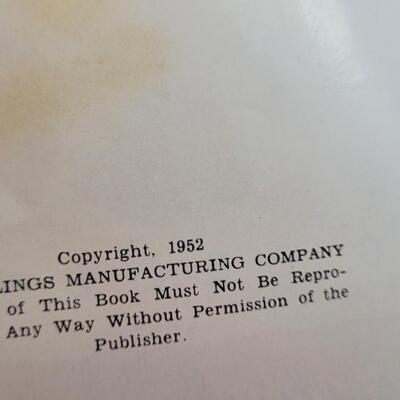 Copyright, 1952
LINGS MANUFACTURING COMPANY
of This Book Must Not Be Repro-
Any Way Without Permission of the
Publisher.